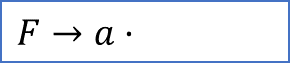 F → a ·